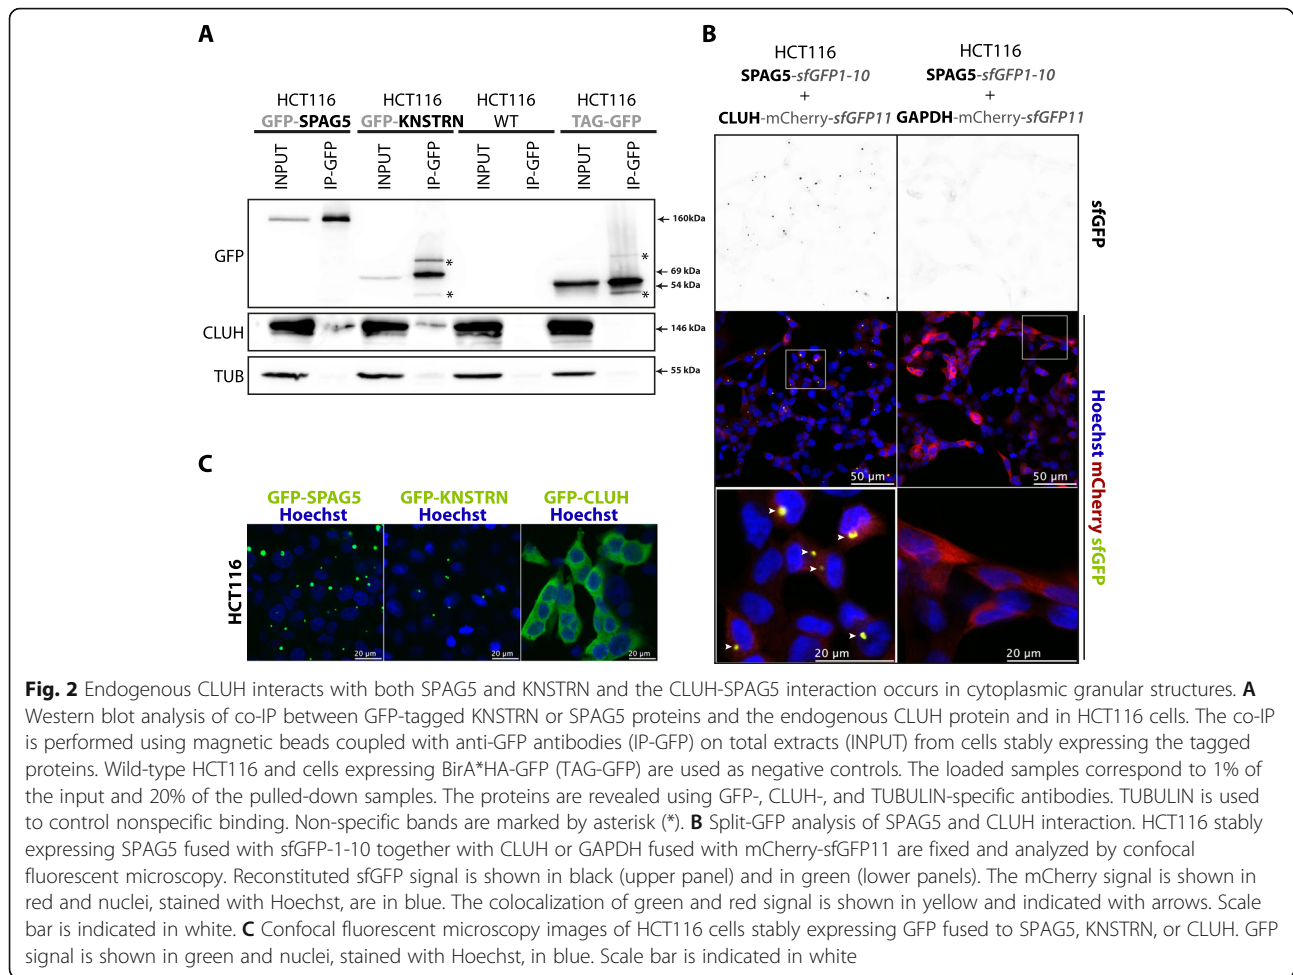 A
HCT116
GFP-SPAG5
HCT116
GFP-KNSTRN
HCT116
WT
HCT116
TAG-GFP
INPUT
IP-GFP
INPUT
IP-GFP
INPUT
IP-GFP
INPUT
IP-GFP
GFP
160kDa
*
*
*
*
69 kDa
54 kDa
CLUH
146 kDa
TUB
55 kDa
B
HCT116
SPAG5-sfGFP1-10
+
CLUH-mCherry-sfGFP11
HCT116
SPAG5-sfGFP1-10
+
GAPDH-mCherry-sfGFP11
sfGFP
50 µm
50 µm
20 µm
20 µm
Hoechst mCherry sfGFP
C
GFP-SPAG5
Hoechst
GFP-KNSTRN
Hoechst
GFP-CLUH
Hoechst
HCT116
20 µm
20 µm
20 µm
Fig. 2 Endogenous CLUH interacts with both SPAG5 and KNSTRN and the CLUH-SPAG5 interaction occurs in cytoplasmic granular structures. A
Western blot analysis of co-IP between GFP-tagged KNSTRN or SPAG5 proteins and the endogenous CLUH protein and in HCT116 cells. The co-IP
is performed using magnetic beads coupled with anti-GFP antibodies (IP-GFP) on total extracts (INPUT) from cells stably expressing the tagged
proteins. Wild-type HCT116 and cells expressing BirA*HA-GFP (TAG-GFP) are used as negative controls. The loaded samples correspond to 1% of
the input and 20% of the pulled-down samples. The proteins are revealed using GFP-, CLUH-, and TUBULIN-specific antibodies. TUBULIN is used
to control nonspecific binding. Non-specific bands are marked by asterisk (*). B Split-GFP analysis of SPAG5 and CLUH interaction. HCT116 stably
expressing SPAG5 fused with sfGFP-1-10 together with CLUH or GAPDH fused with mCherry-sfGFP11 are fixed and analyzed by confocal
fluorescent microscopy. Reconstituted sfGFP signal is shown in black (upper panel) and in green (lower panels). The mCherry signal is shown in
red and nuclei, stained with Hoechst, are in blue. The colocalization of green and red signal is shown in yellow and indicated with arrows. Scale
bar is indicated in white. C Confocal fluorescent microscopy images of HCT116 cells stably expressing GFP fused to SPAG5, KNSTRN, or CLUH. GFP
signal is shown in green and nuclei, stained with Hoechst, in blue. Scale bar is indicated in white